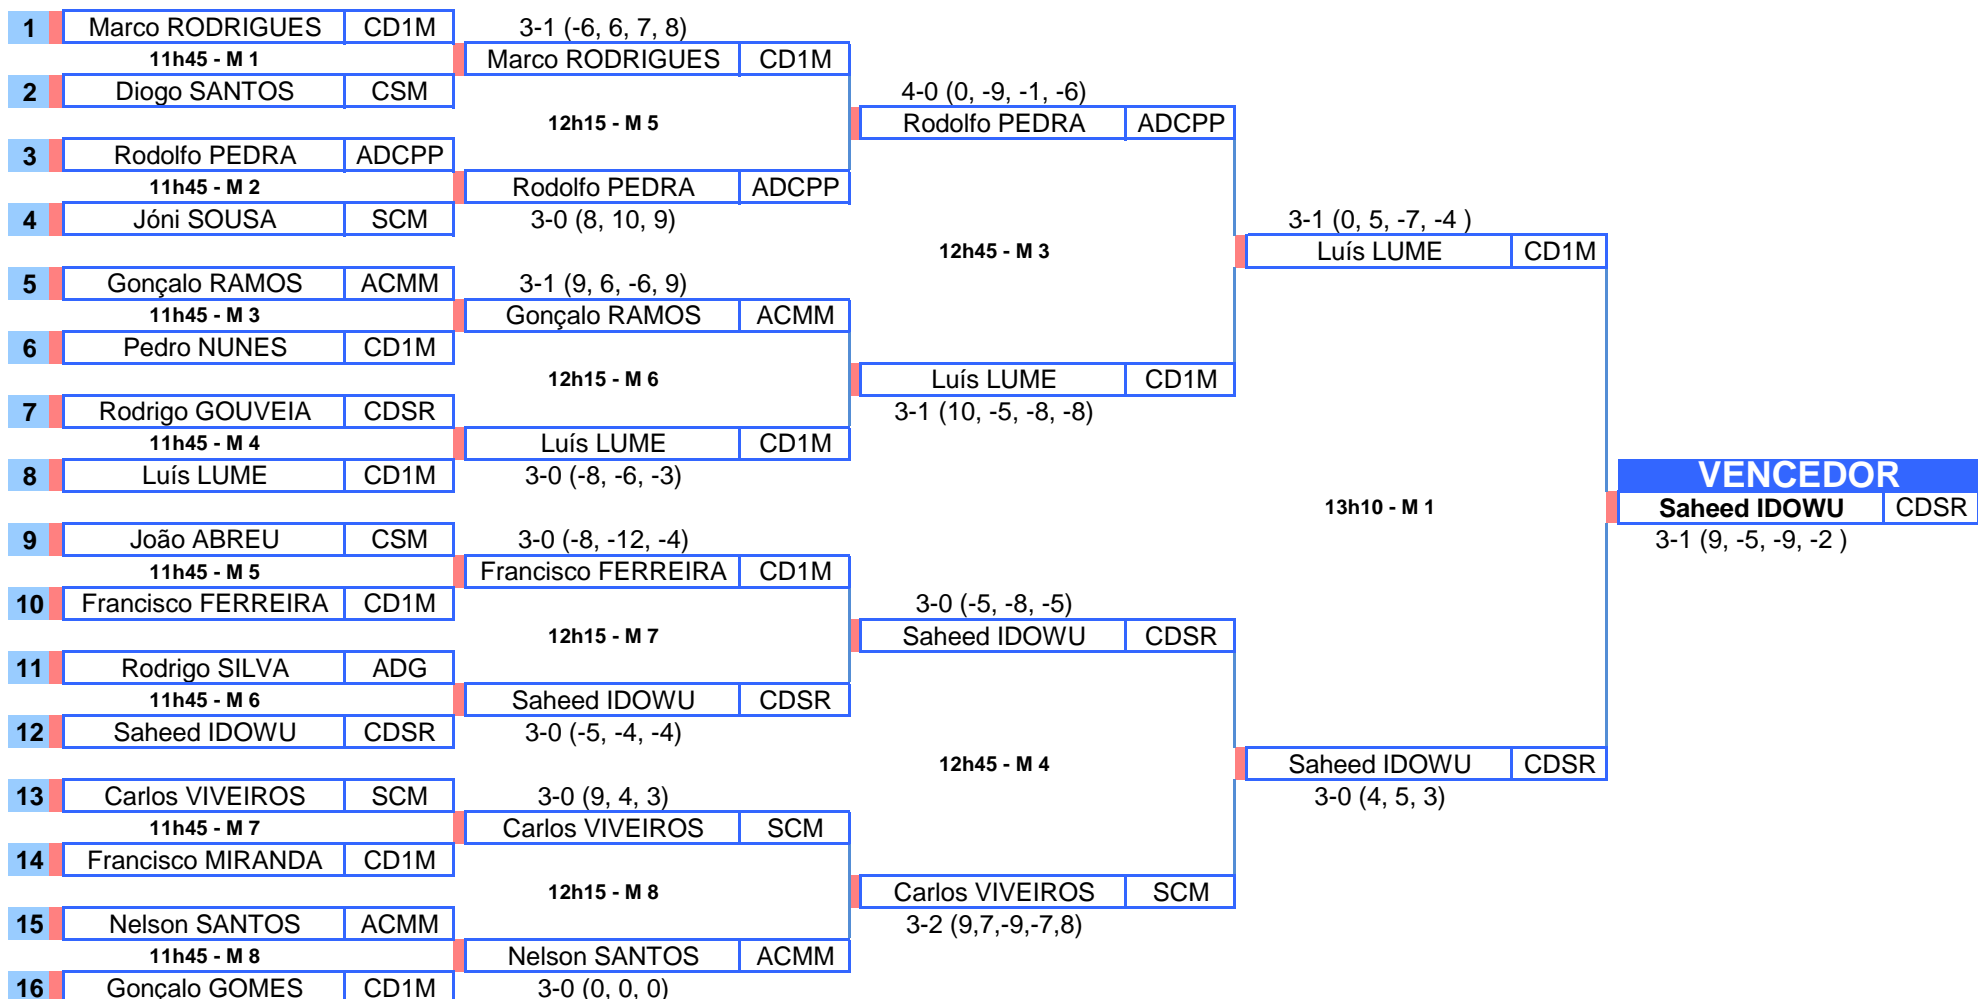 1 Marco RODRIGUES CD1M 3-1 (-6, 6, 7, 8)
11h45 - M 1 Marco RODRIGUES CD1M
2 Diogo SANTOS CSM 4-0 (0, -9, -1, -6)
12h15 - M 5 Rodolfo PEDRA ADCPP
3 Rodolfo PEDRA ADCPP
11h45 - M 2 Rodolfo PEDRA ADCPP
4 Jóni SOUSA SCM 3-0 (8, 10, 9) 3-1 (0, 5, -7, -4 )
12h45 - M 3 Luís LUME CD1M
5 Gonçalo RAMOS ACMM 3-1 (9, 6, -6, 9)
11h45 - M 3 Gonçalo RAMOS ACMM
6 Pedro NUNES CD1M
12h15 - M 6 Luís LUME CD1M
7 Rodrigo GOUVEIA CDSR 3-1 (10, -5, -8, -8)
11h45 - M 4 Luís LUME CD1M
8 Luís LUME CD1M 3-0 (-8, -6, -3) VENCEDOR
13h10 - M 1 Saheed IDOWU CDSR
9 João ABREU CSM 3-0 (-8, -12, -4) 3-1 (9, -5, -9, -2 )
11h45 - M 5 Francisco FERREIRA CD1M
10 Francisco FERREIRA CD1M 3-0 (-5, -8, -5)
12h15 - M 7 Saheed IDOWU CDSR
11 Rodrigo SILVA ADG
11h45 - M 6 Saheed IDOWU CDSR
12 Saheed IDOWU CDSR 3-0 (-5, -4, -4)
12h45 - M 4 Saheed IDOWU CDSR
13 Carlos VIVEIROS SCM 3-0 (9, 4, 3) 3-0 (4, 5, 3)
11h45 - M 7 Carlos VIVEIROS SCM
14 Francisco MIRANDA CD1M
12h15 - M 8 Carlos VIVEIROS SCM
15 Nelson SANTOS ACMM 3-2 (9,7,-9,-7,8)
11h45 - M 8 Nelson SANTOS ACMM
16 Gonçalo GOMES CD1M 3-0 (0, 0, 0)